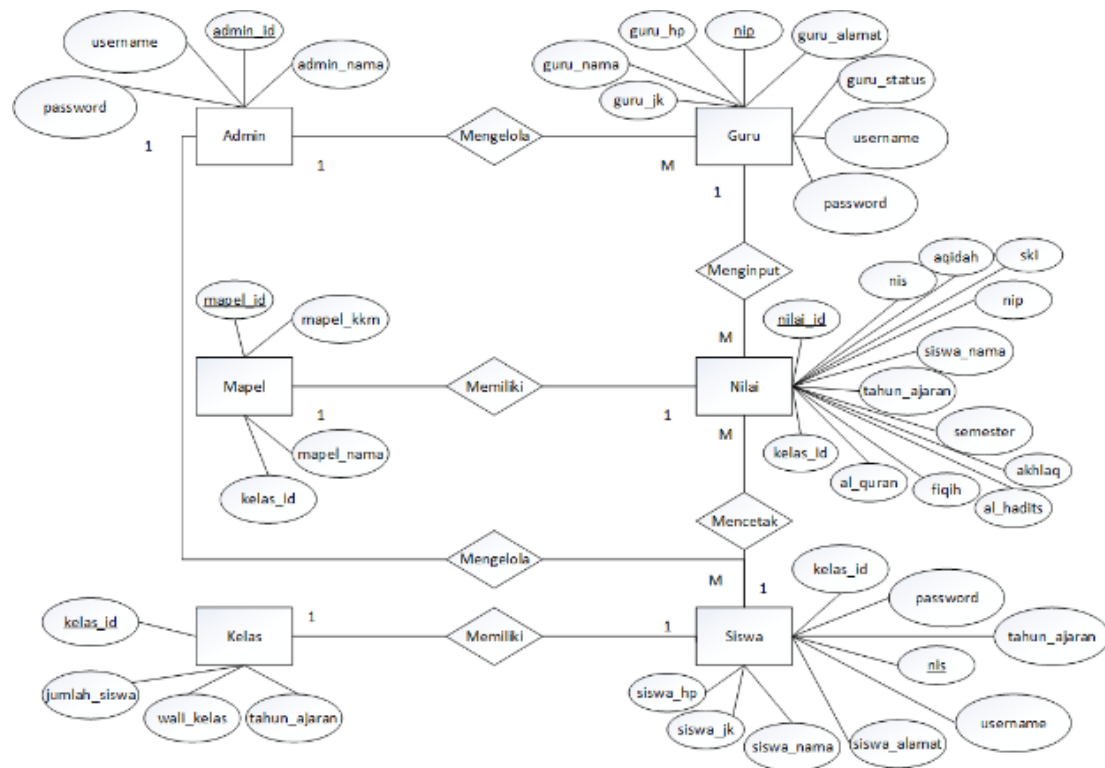 admin_id
username
admin_nama
password
Admin
1
1
Mengelola
guru_hp
nip
guru_alamat
guru_nama
guru_status
guru_jk
Guru
username
password
M
1
Menginput
M
mapel_id
mapel_kkm
Mapel
mapel_nama
kelas_id
1
Memiliki
1
nis
aqidah
ski
nilai_id
nip
siswa_nama
Nilai
tahun_ajaran
semester
kelas_id
akhlaq
al_quran
fiqih
al_hadits
M
Mencetak
Mengelola
M
1
kelas_id
Kelas
jumlah_siswa
wali_kelas
tahun_ajaran
1
Memiliki
1
kelas_id
password
tahun_ajaran
Siswa
nis
siswa_hp
siswa_jk
siswa_nama
siswa_alamat
username